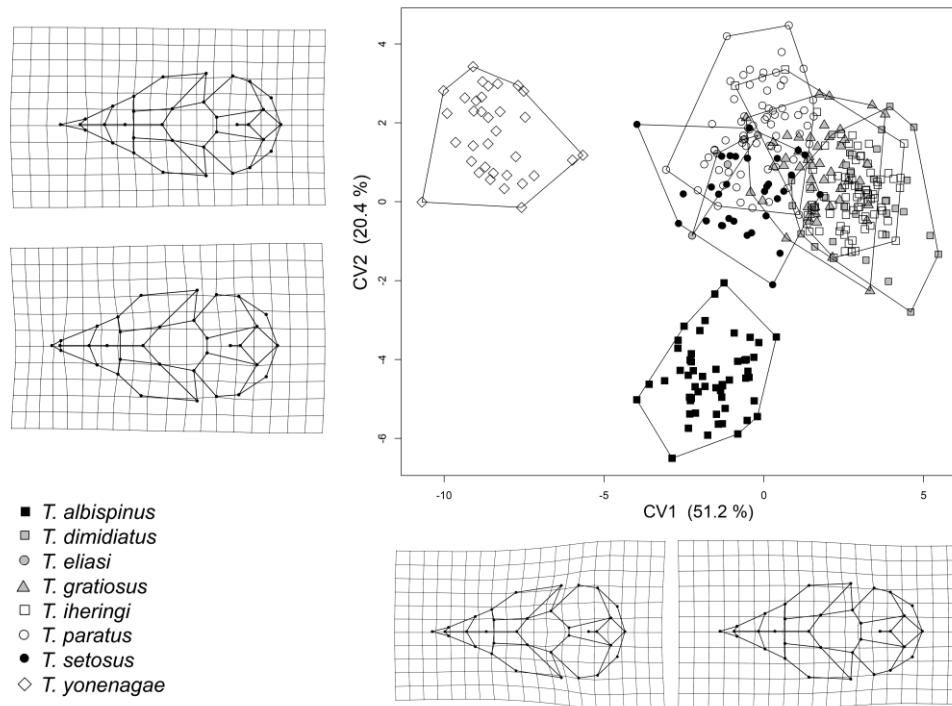 4
2
0
-2
-4
-6
CV2 (20.4 %)
-10
-5
0
5
CV1 (51.2 %)
T. albispinus
T. dimidiatus
T. eliasi
T. gratiosus
T. iheringi
T. paratus
T. setosus
T. yonenagae